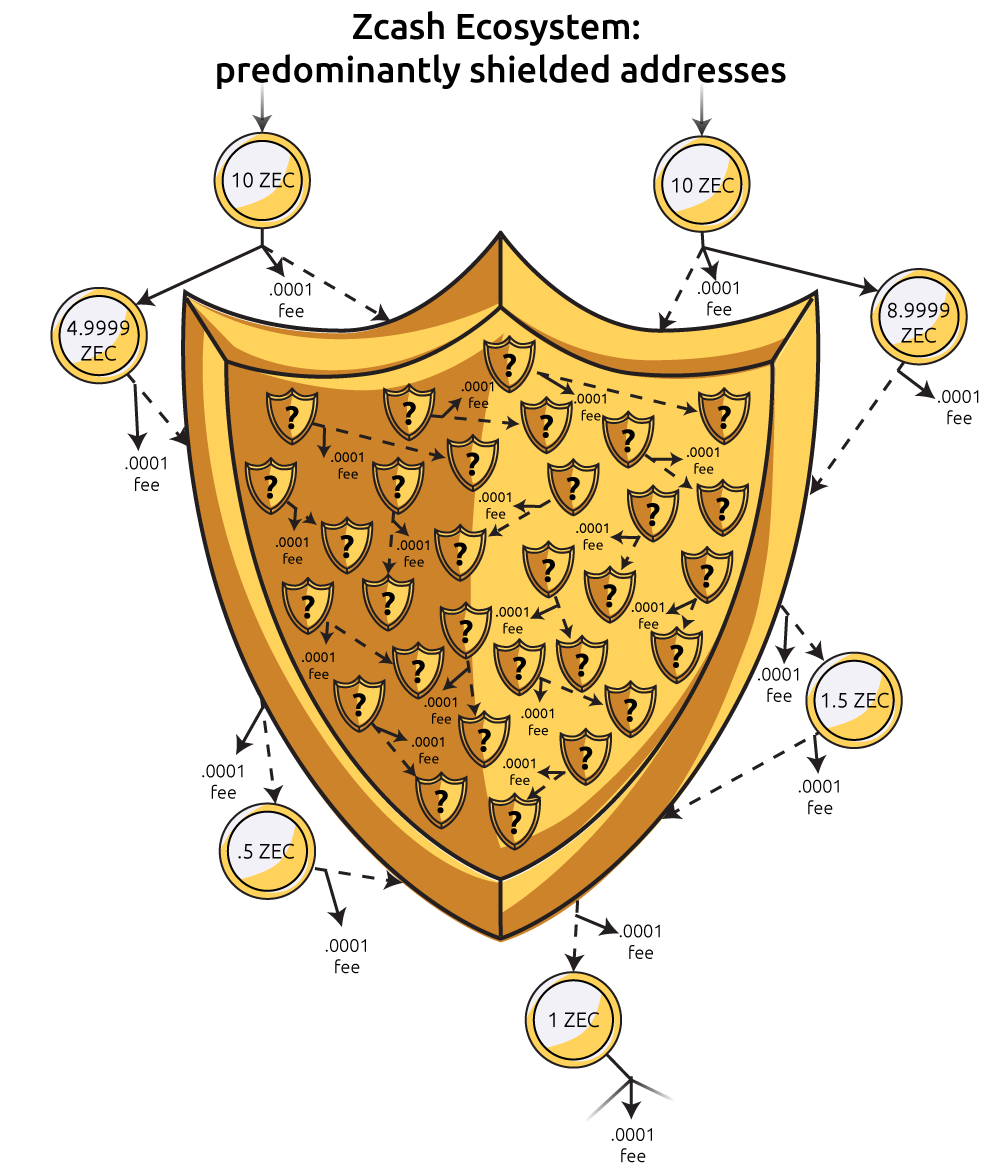 Zcash Ecosystem:
predominantly shielded addresses
10 ZEC
10 ZEC
.0001
fee
.0001
fee
4.9999
ZEC
8.9999
ZEC
.0001
fee
.0001
fee
?
?
?
.0001
fee
.0001
fee
?
?
?
.0001
fee
.0001
fee
?
?
?
?
.0001
fee
?
?
.0001
fee
.0001
fee
?
.0001
fee
?
?
?
?
?
?
.0001
fee
.0001
fee
?
?
.0001
fee
?
?
?
?
.0001
fee
?
.0001
fee
.0001
fee
?
.0001
fee
?
.0001
fee
?
?
?
.0001
fee
1.5 ZEC
.0001
fee
.0001
fee
.5 ZEC
.0001
fee
.0001
fee
1 ZEC
.0001
fee